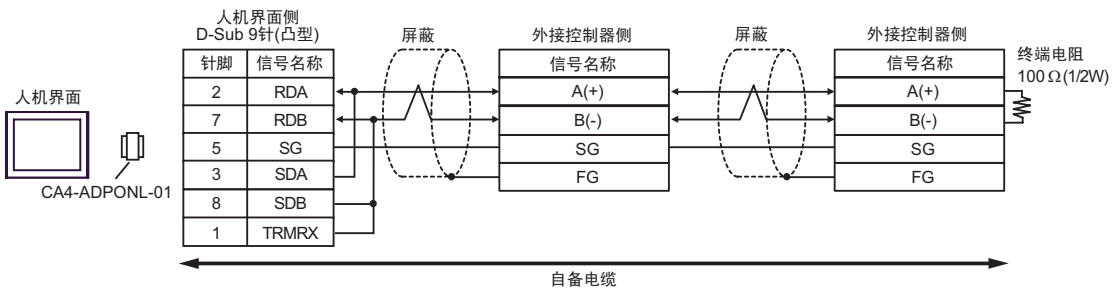 人机界面
CA4-ADPONL-01
人机界面侧
D-Sub 9针(凸型)
针脚 信号名称
2 RDA
7 RDB
5 SG
3 SDA
8 SDB
1 TRMRX
屏蔽
外接控制器侧
信号名称
A(+)
B(-)
SG
FG
屏蔽
外接控制器侧
信号名称
A(+)
B(-)
SG
FG
终端电阻
100 Ω(1/2W)
自备电缆